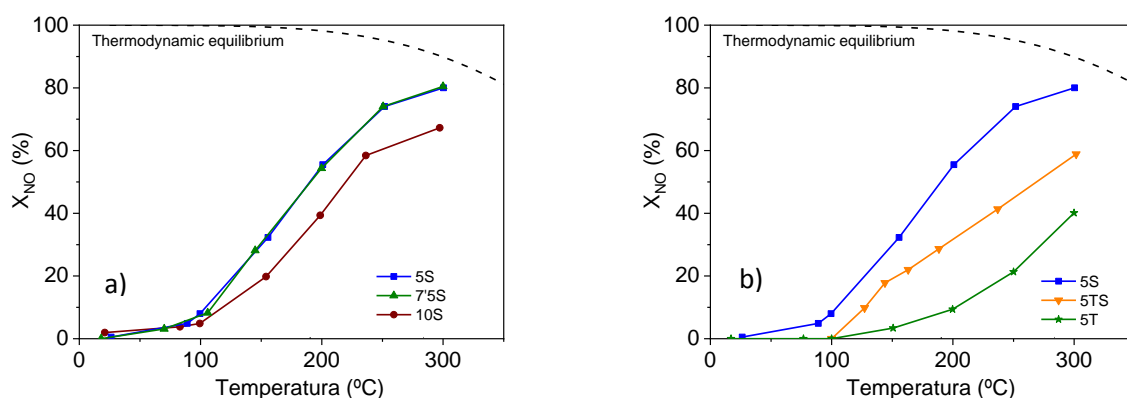 100
Thermodynamic equilibrium
80
60
X_NO (%)
40
a)
5S
7'5S
10S
20
0
0
100
200
300
Temperatura (ºC)
100
Thermodynamic equilibrium
80
60
X_NO (%)
40
b)
5S
5TS
5T
20
0
0
100
200
300
Temperatura (ºC)